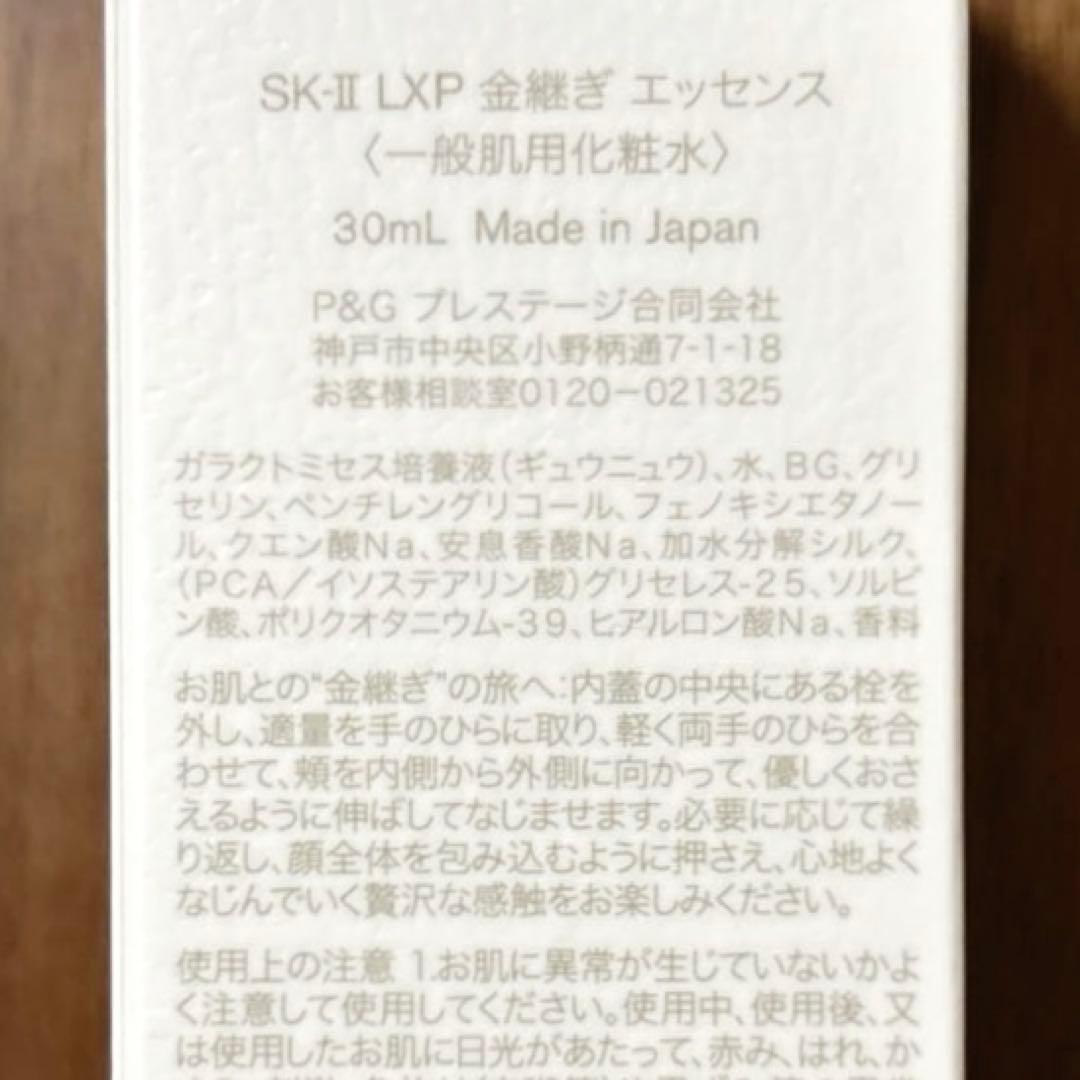 SK-II LXP 金継ぎ エッセンス
〈一般肌用化粧水〉
30mL Made in Japan
P&G プレステージ合同会社
神戸市中央区小野柄通7-1-18
お客様相談室0120-021325
ガラクトミセス培養液(ギュウニュウ)、水、BG、グリ
セリン、ペンチレングリコール、フェノキシエタノー
ル、クエン酸Na、安息香酸Na、加水分解シルク、
(PCA/イソステアリン酸)グリセレス-25、ソルビ
ン酸、ポリクオタニウム-39、ヒアルロン酸Na、香料
お肌との“金継ぎ”の旅へ:内蓋の中央にある栓を
外し、適量を手のひらに取り、軽く両手のひらを合
わせて、頬を内側から外側に向かって、優しくおさ
えるように伸ばしてなじませます。必要に応じて繰
り返し、顔全体を包み込むように押さえ、心地よく
なじんでいく贅沢な感触をお楽しみください。
使用上の注意 1.お肌に異常が生じていないかよ
く注意して使用してください。使用中、使用後、又
は使用したお肌に日光があたって、赤み、はれ、か